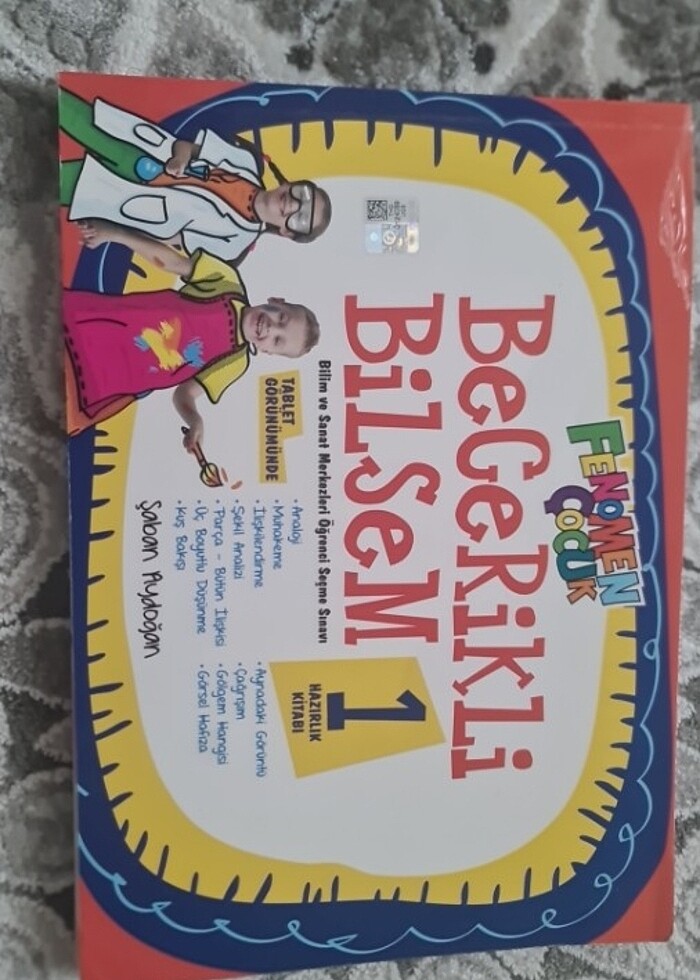 FENOMEN
ÇOCUK
BeCeRikLi
BiLSeM
Bilim ve Sanat Merkezleri Öğrenci Seçme Sınavı
1
HAZIRLIK
KİTABI
TABLET
GÖRÜNÜMÜNDE
• Analoji
• Muhakeme
• İlişkilendirme
• Şekil Analizi
• Parça - Bütün İlişkisi
• Üç Boyutlu Düşünme
• Kuş Bakışı
• Aynadaki Görüntü
• Çağrışım
• Gölgem Hangisi
• Görsel Hafıza
Şaban Aydoğan